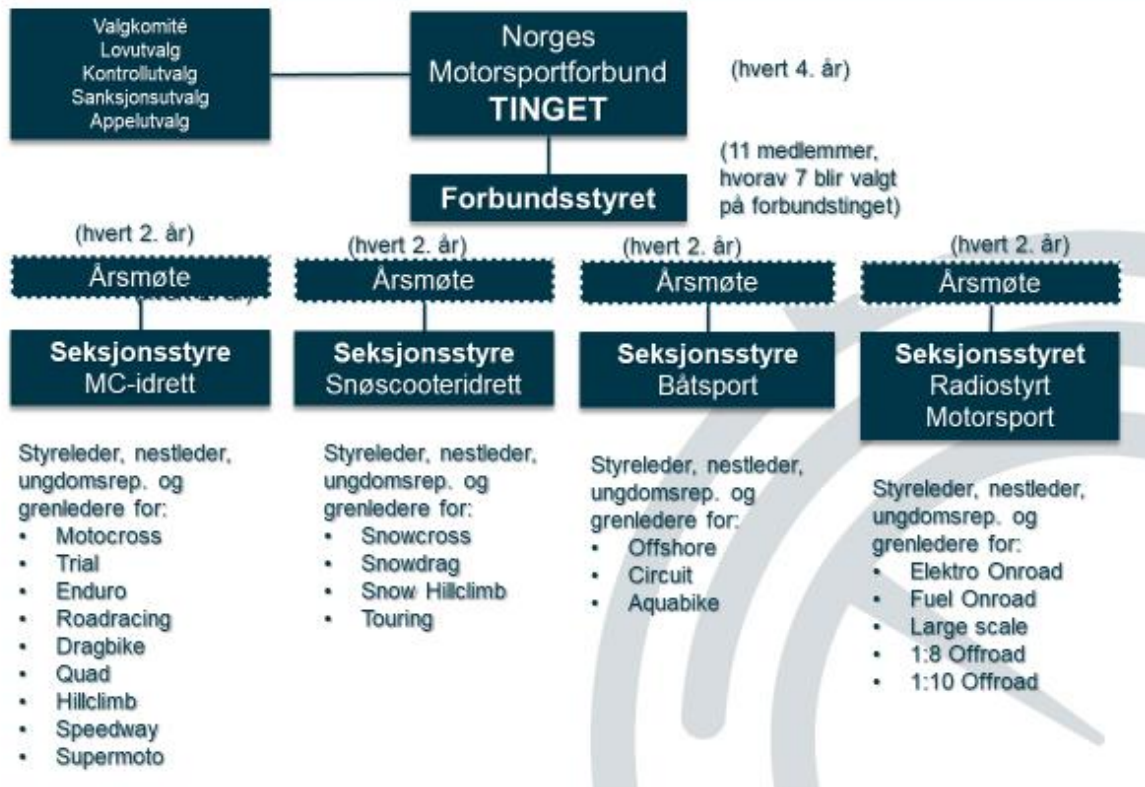 Valgkomité
Lovutvalg
Kontrollutvalg
Sanksjonsutvalg
Appelutvalg
Norges
Motorsportforbund
TINGET
(hvert 4. år)
Forbundsstyret
(11 medlemmer,
hvorav 7 blir valgt
på forbundstinget)
(hvert 2. år)
Årsmøte
Seksjonsstyre
MC-idrett
Styreleder, nestleder,
ungdomsrep. og
grenledere for:
• Motocross
• Trial
• Enduro
• Roadracing
• Dragbike
• Quad
• Hillclimb
• Speedway
• Supermoto
(hvert 2. år)
Årsmøte
Seksjonsstyre
Snøscooteridrett
Styreleder, nestleder,
ungdomsrep. og
grenledere for:
• Snowcross
• Snowdrag
• Snow Hillclimb
• Touring
(hvert 2. år)
Årsmøte
Seksjonsstyre
Båtsport
Styreleder, nestleder,
ungdomsrep. og
grenledere for:
• Offshore
• Circuit
• Aquabike
(hvert 2. år)
Årsmøte
Seksjonsstyret
Radiostyrt
Motorsport
Styreleder, nestleder,
ungdomsrep. og
grenledere for:
• Elektro Onroad
• Fuel Onroad
• Large scale
• 1:8 Offroad
• 1:10 Offroad